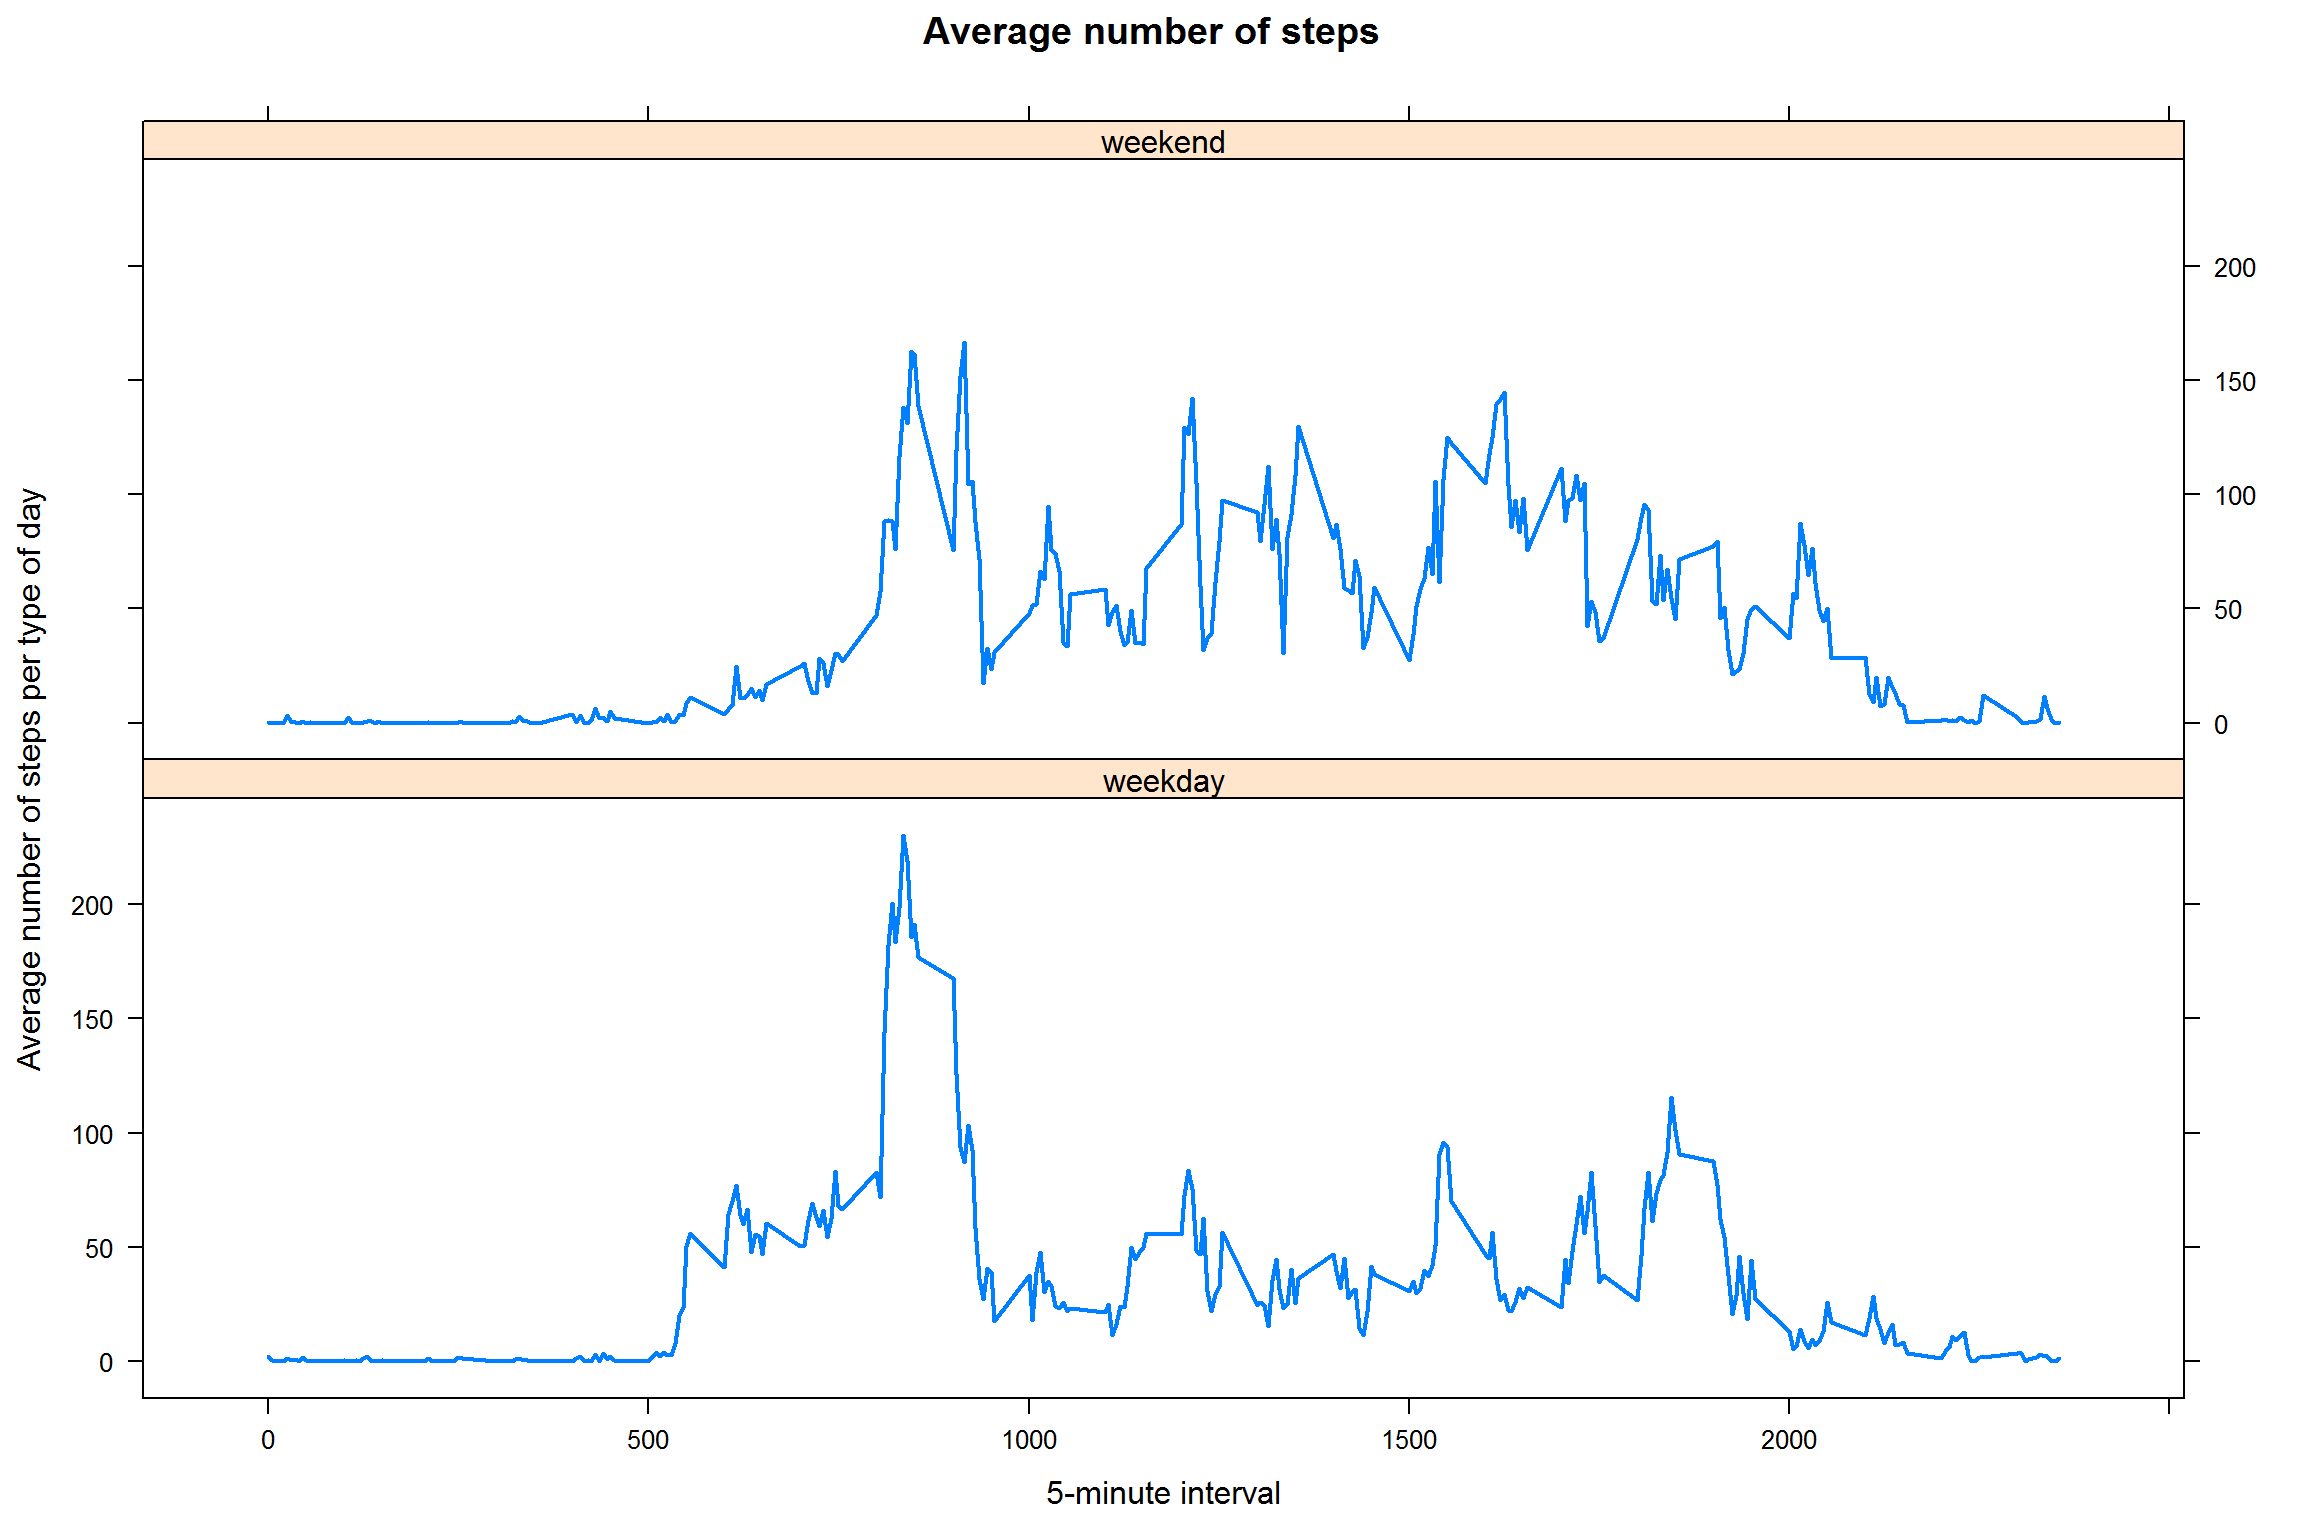 Average number of steps
weekend
200
150
100
50
0
Average number of steps per type of day
weekday
200
150
100
50
0
0 500 1000 1500 2000
5-minute interval